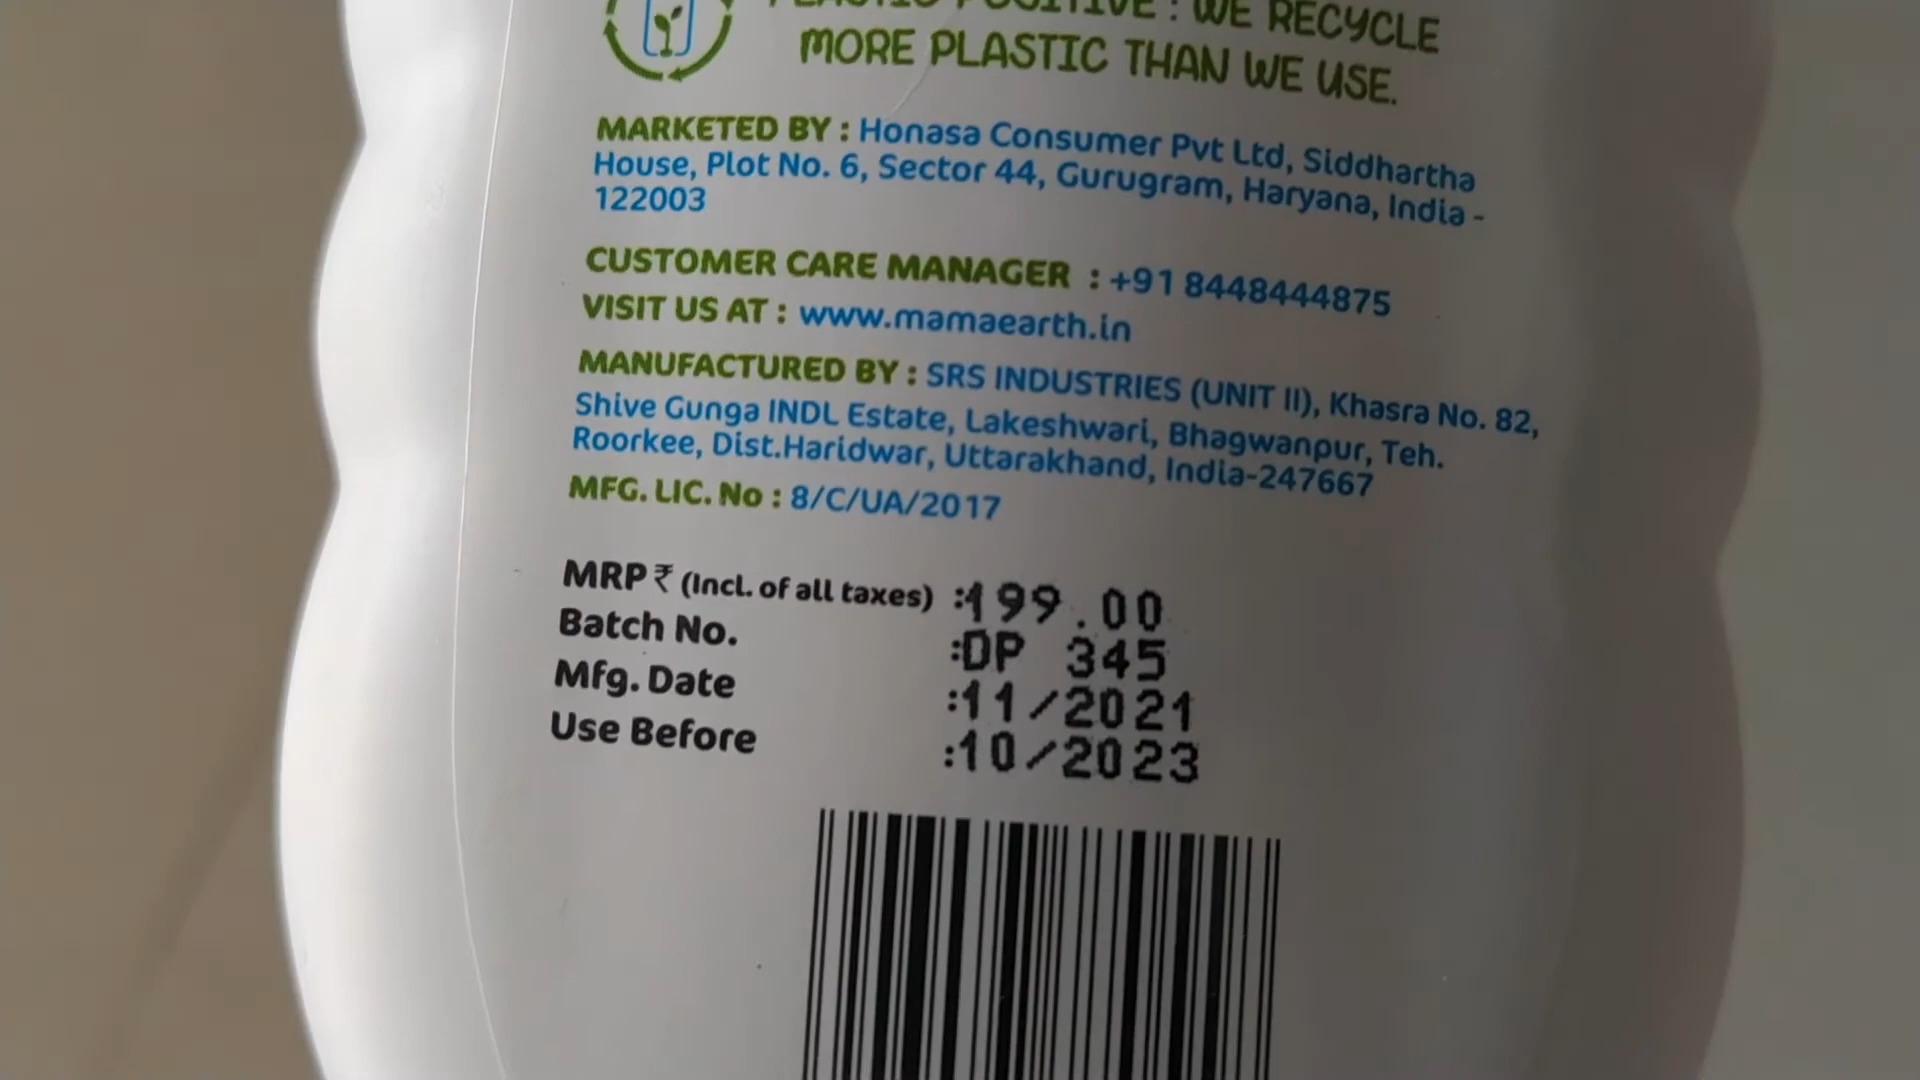 PLASTIC POSITIVE : WE RECYCLE
MORE PLASTIC THAN WE USE.
MARKETED BY : Honasa Consumer Pvt Ltd, Siddhartha
House, Plot No. 6, Sector 44, Gurugram, Haryana, India -
122003
CUSTOMER CARE MANAGER : +91 8448444875
VISIT US AT : www.mamaearth.in
MANUFACTURED BY : SRS INDUSTRIES (UNIT II), Khasra No. 82,
Shive Gunga INDL Estate, Lakeshwari, Bhagwanpur, Teh.
Roorkee, Dist.Haridwar, Uttarakhand, India-247667
MFG. LIC. No : 8/C/UA/2017
MRP ₹ (Incl. of all taxes) :199.00
Batch No. :DP 345
Mfg. Date :11/2021
Use Before :10/2023